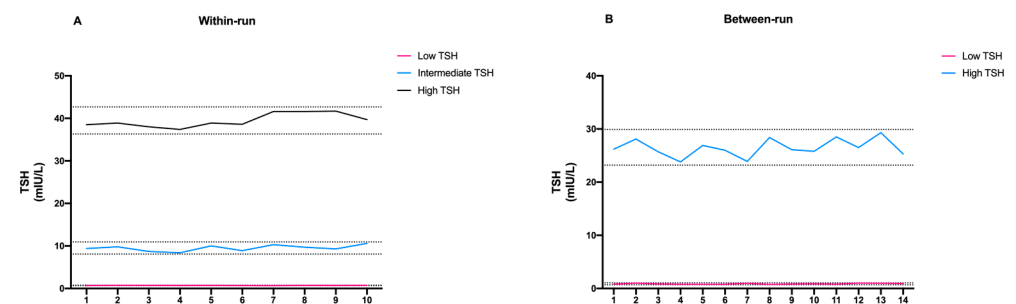 A
Within-run
Low TSH
Intermediate TSH
High TSH
50
40
30
20
10
0
TSH
(mIU/L)
1 2 3 4 5 6 7 8 9 10
B
Between-run
Low TSH
High TSH
40
30
20
10
0
TSH
(mIU/L)
1 2 3 4 5 6 7 8 9 10 11 12 13 14